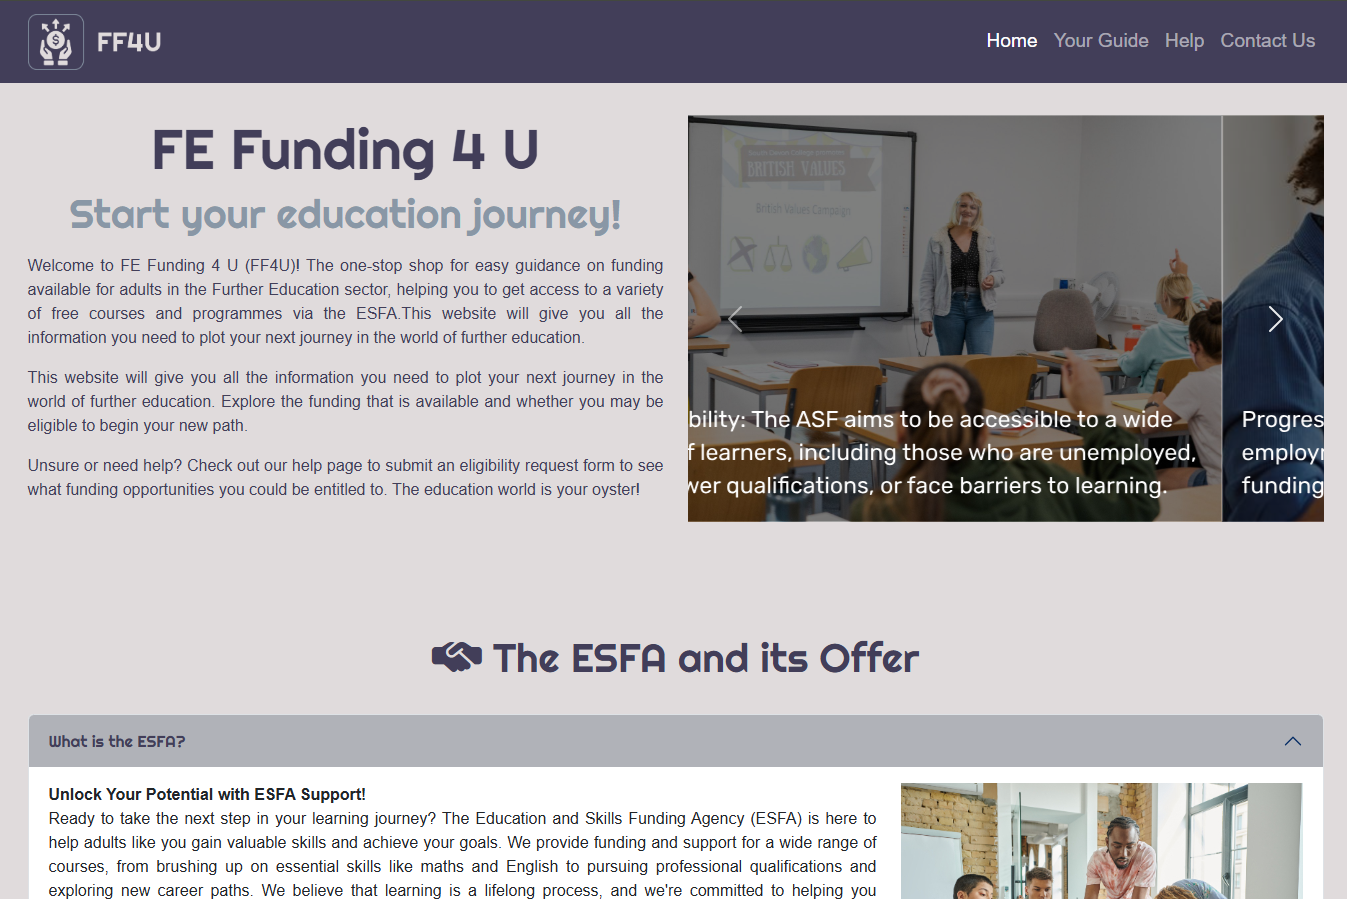 FF4U
Home Your Guide Help Contact Us
FE Funding 4 U
Start your education journey!
Welcome to FE Funding 4 U (FF4U)! The one-stop shop for easy guidance on funding
available for adults in the Further Education sector, helping you to get access to a variety
of free courses and programmes via the ESFA.This website will give you all the
information you need to plot your next journey in the world of further education.
This website will give you all the information you need to plot your next journey in the
world of further education. Explore the funding that is available and whether you may be
eligible to begin your new path.
Unsure or need help? Check out our help page to submit an eligibility request form to see
what funding opportunities you could be entitled to. The education world is your oyster!
BRITISH VALUES
British Values Campaign
bility: The ASF aims to be accessible to a wide
f learners, including those who are unemployed,
wer qualifications, or face barriers to learning.
Progres
employ
funding
The ESFA and its Offer
What is the ESFA?
Unlock Your Potential with ESFA Support!
Ready to take the next step in your learning journey? The Education and Skills Funding Agency (ESFA) is here to
help adults like you gain valuable skills and achieve your goals. We provide funding and support for a wide range of
courses, from brushing up on essential skills like maths and English to pursuing professional qualifications and
exploring new career paths. We believe that learning is a lifelong process, and we're committed to helping you